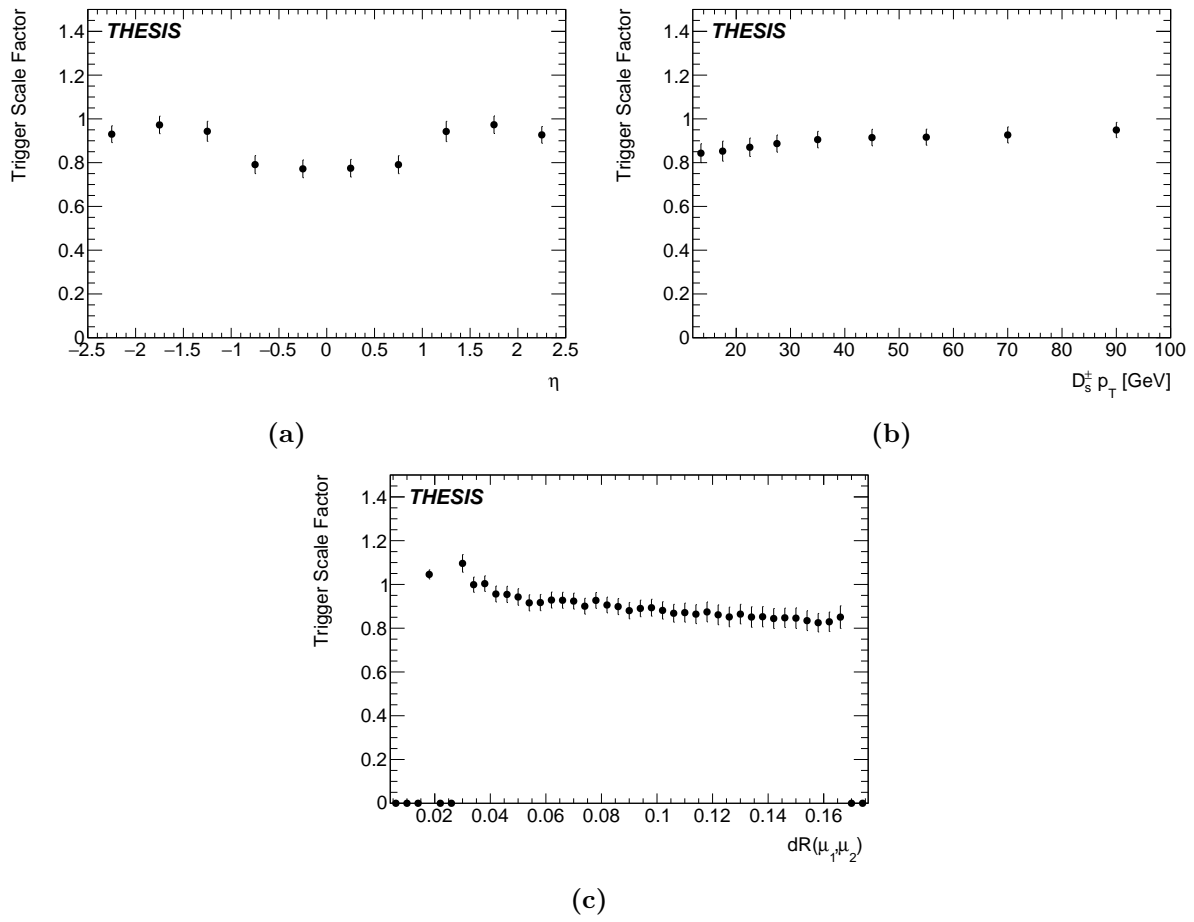 THESIS
Trigger Scale Factor
1.4
1.2
1
0.8
0.6
0.4
0.2
0
−2.5 −2 −1.5 −1 −0.5 0 0.5 1 1.5 2 2.5
η
(a)
THESIS
Trigger Scale Factor
1.4
1.2
1
0.8
0.6
0.4
0.2
0
20 30 40 50 60 70 80 90 100
D_s^± p_T [GeV]
(b)
THESIS
Trigger Scale Factor
1.4
1.2
1
0.8
0.6
0.4
0.2
0
0.02 0.04 0.06 0.08 0.1 0.12 0.14 0.16
dR(μ_1,μ_2)
(c)